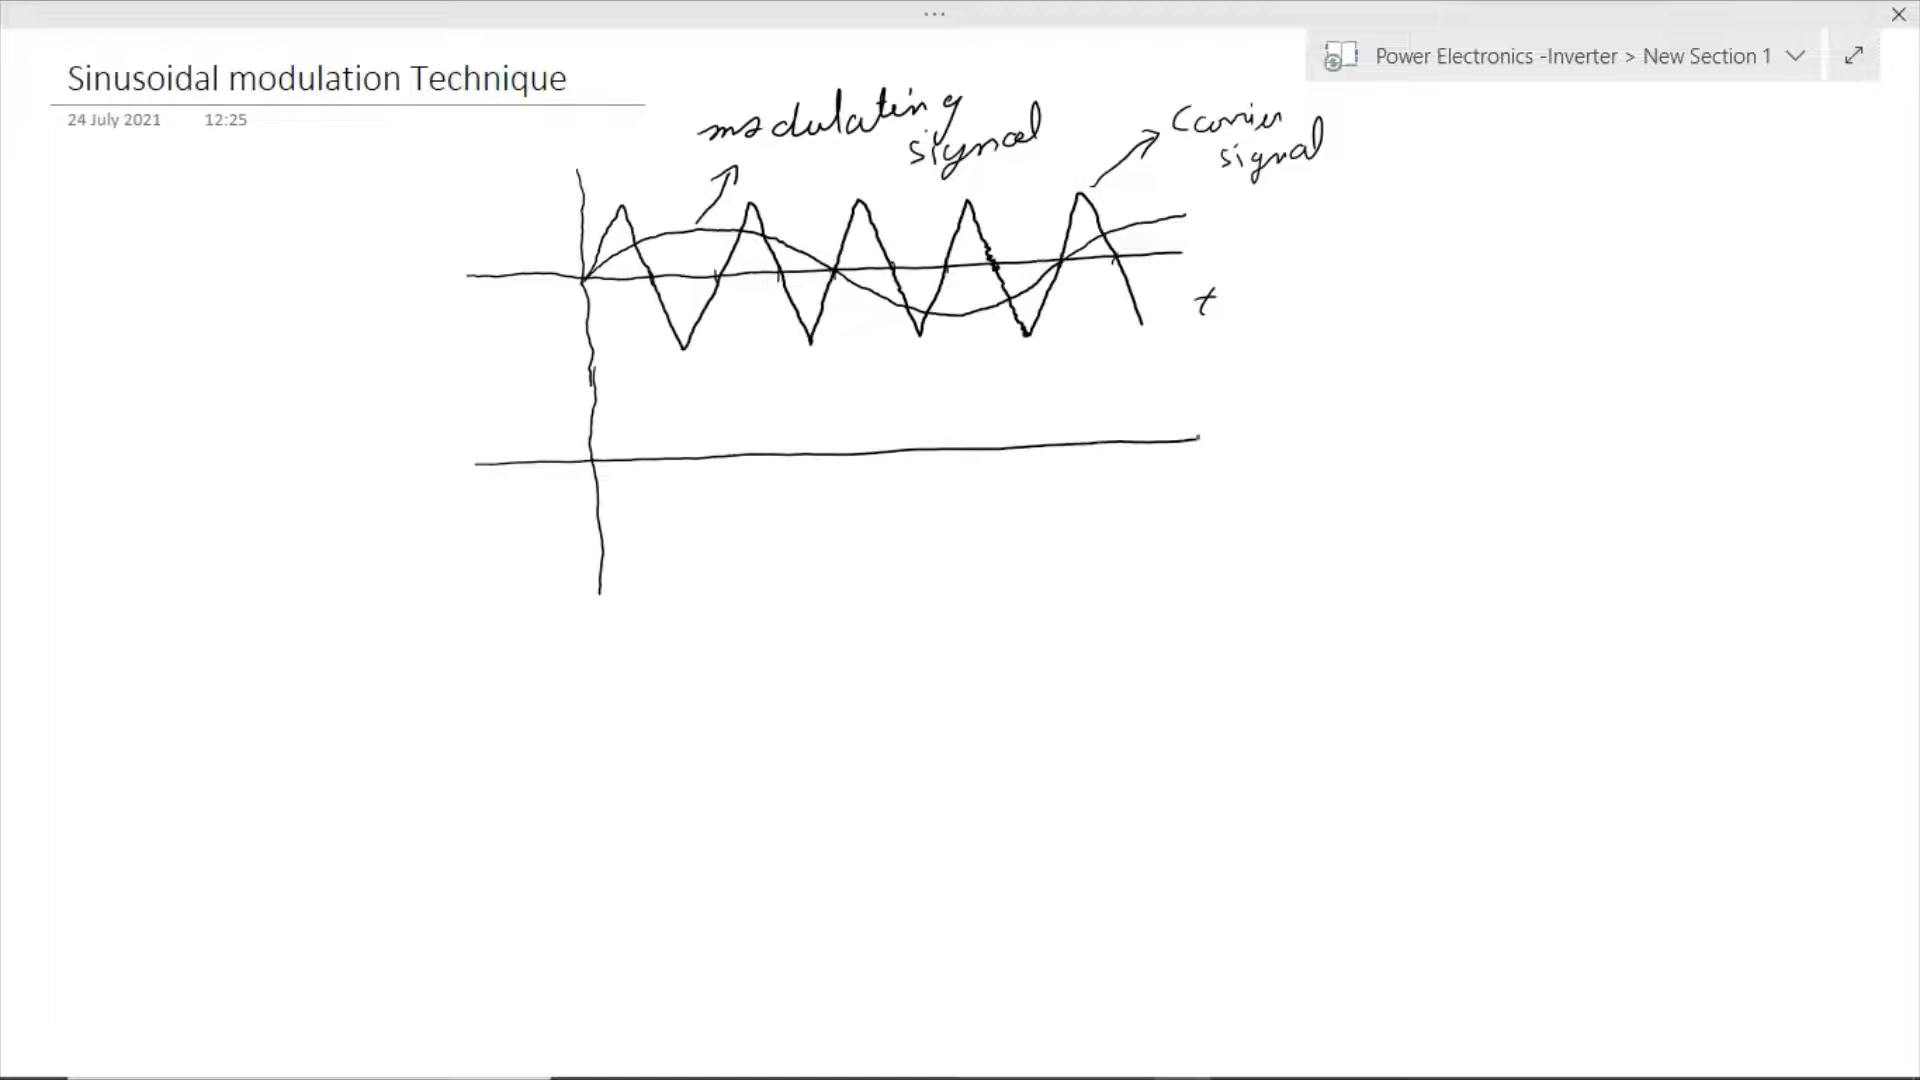 Power Electronics -Inverter > New Section 1
Sinusoidal modulation Technique
24 July 2021 12:25
modulating
signal
Carrier
signal
t